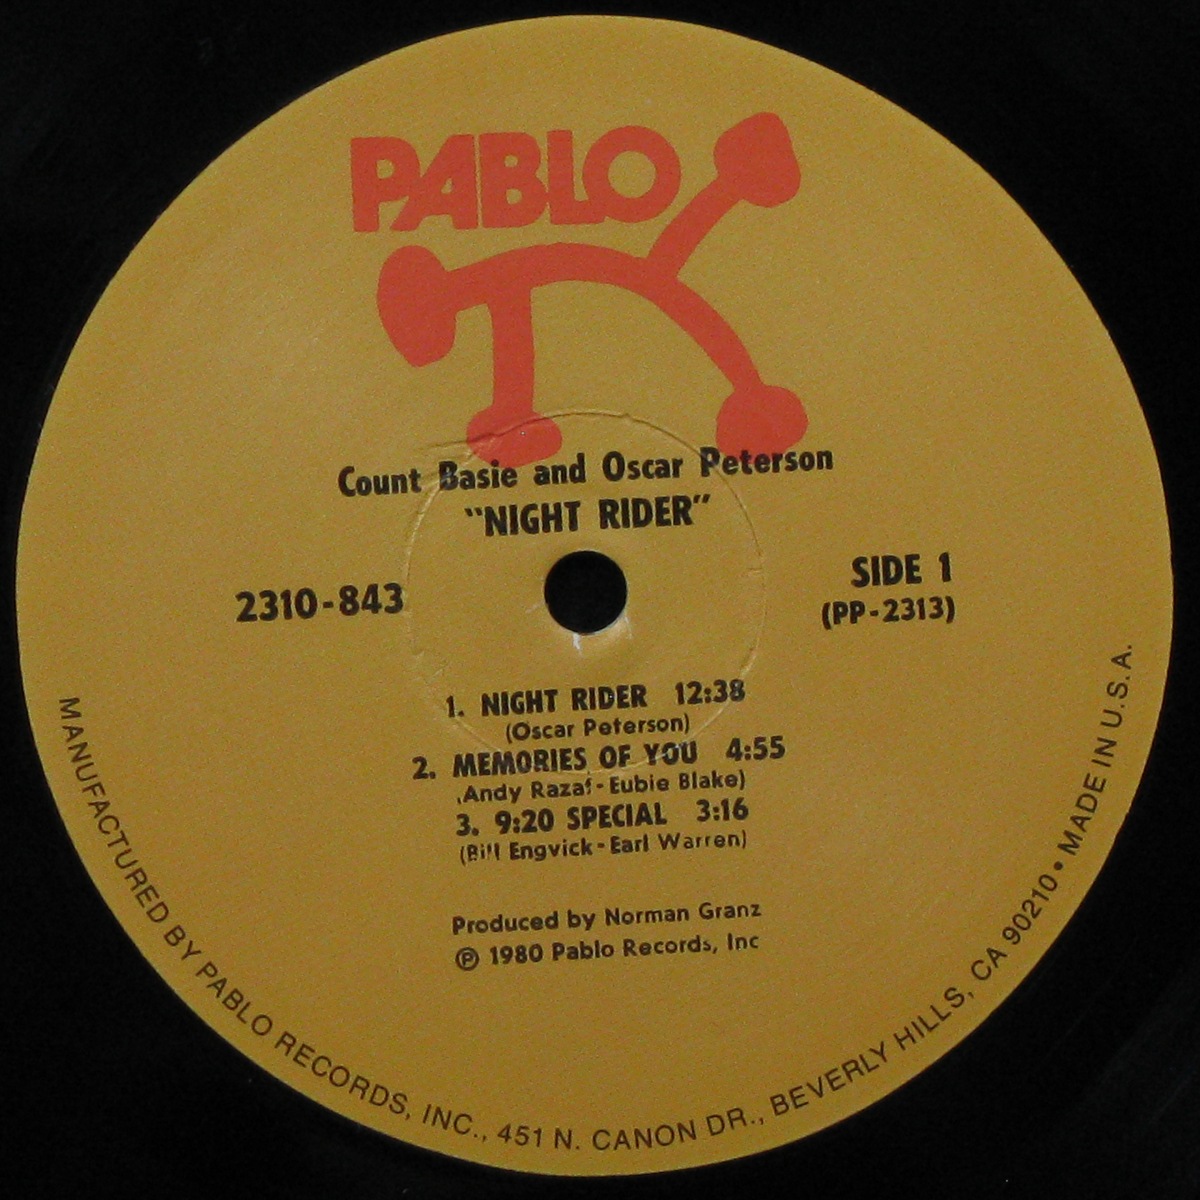 PABLO
Count Basie and Oscar Peterson
"NIGHT RIDER"
2310-843
SIDE 1
(PP-2313)
1. NIGHT RIDER 12:38
(Oscar Peterson)
2. MEMORIES OF YOU 4:55
(Andy Razaf - Eubie Blake)
3. 9:20 SPECIAL 3:16
(Bill Engvick - Earl Warren)
Produced by Norman Granz
℗ 1980 Pablo Records, Inc
MANUFACTURED BY PABLO RECORDS, INC., 451 N. CANON DR., BEVERLY HILLS, CA 90210 • MADE IN U.S.A.